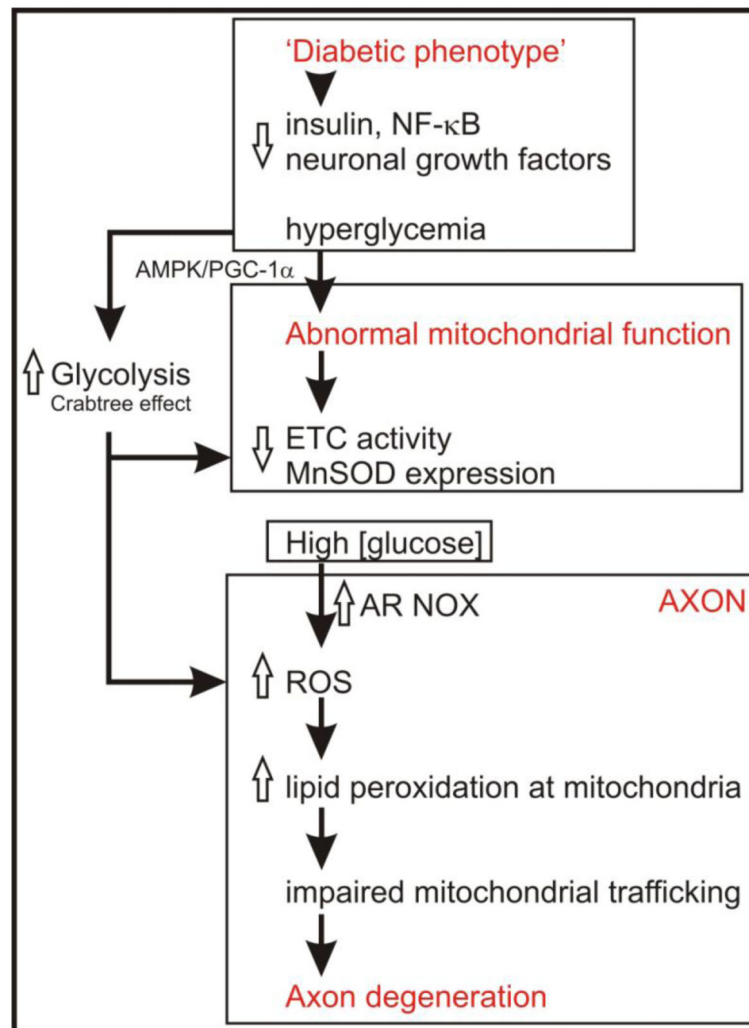 'Diabetic phenotype'
insulin, NF-κB
neuronal growth factors
hyperglycemia
AMPK/PGC-1α
Abnormal mitochondrial function
Glycolysis
Crabtree effect
ETC activity
MnSOD expression
High [glucose]
AR NOX
AXON
ROS
lipid peroxidation at mitochondria
impaired mitochondrial trafficking
Axon degeneration